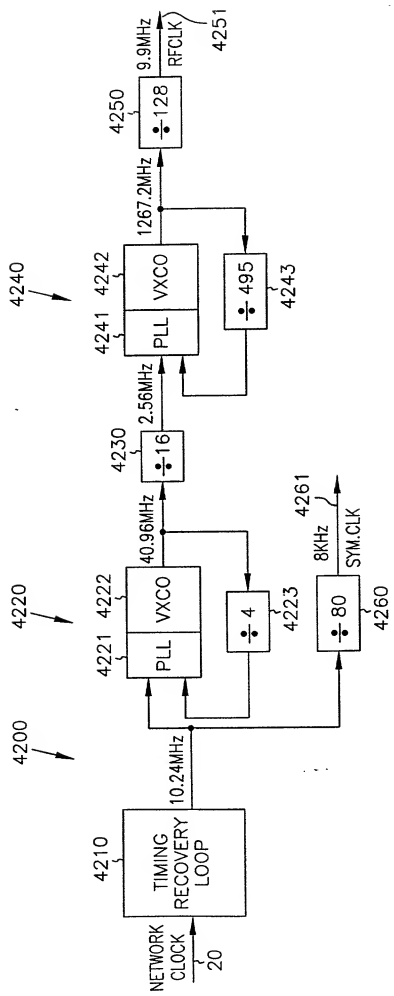 4200
4220
4240
NETWORK
CLOCK
20
4210
TIMING
RECOVERY
LOOP
10.24MHz
4221
4222
PLL
VXCO
÷ 4
4223
40.96MHz
4230
÷16
2.56MHz
4241
4242
PLL
VXCO
÷ 495
4243
1267.2MHz
4250
÷128
9.9MHz
RFCLK
4251
÷ 80
4260
8KHz
SYM.CLK
4261